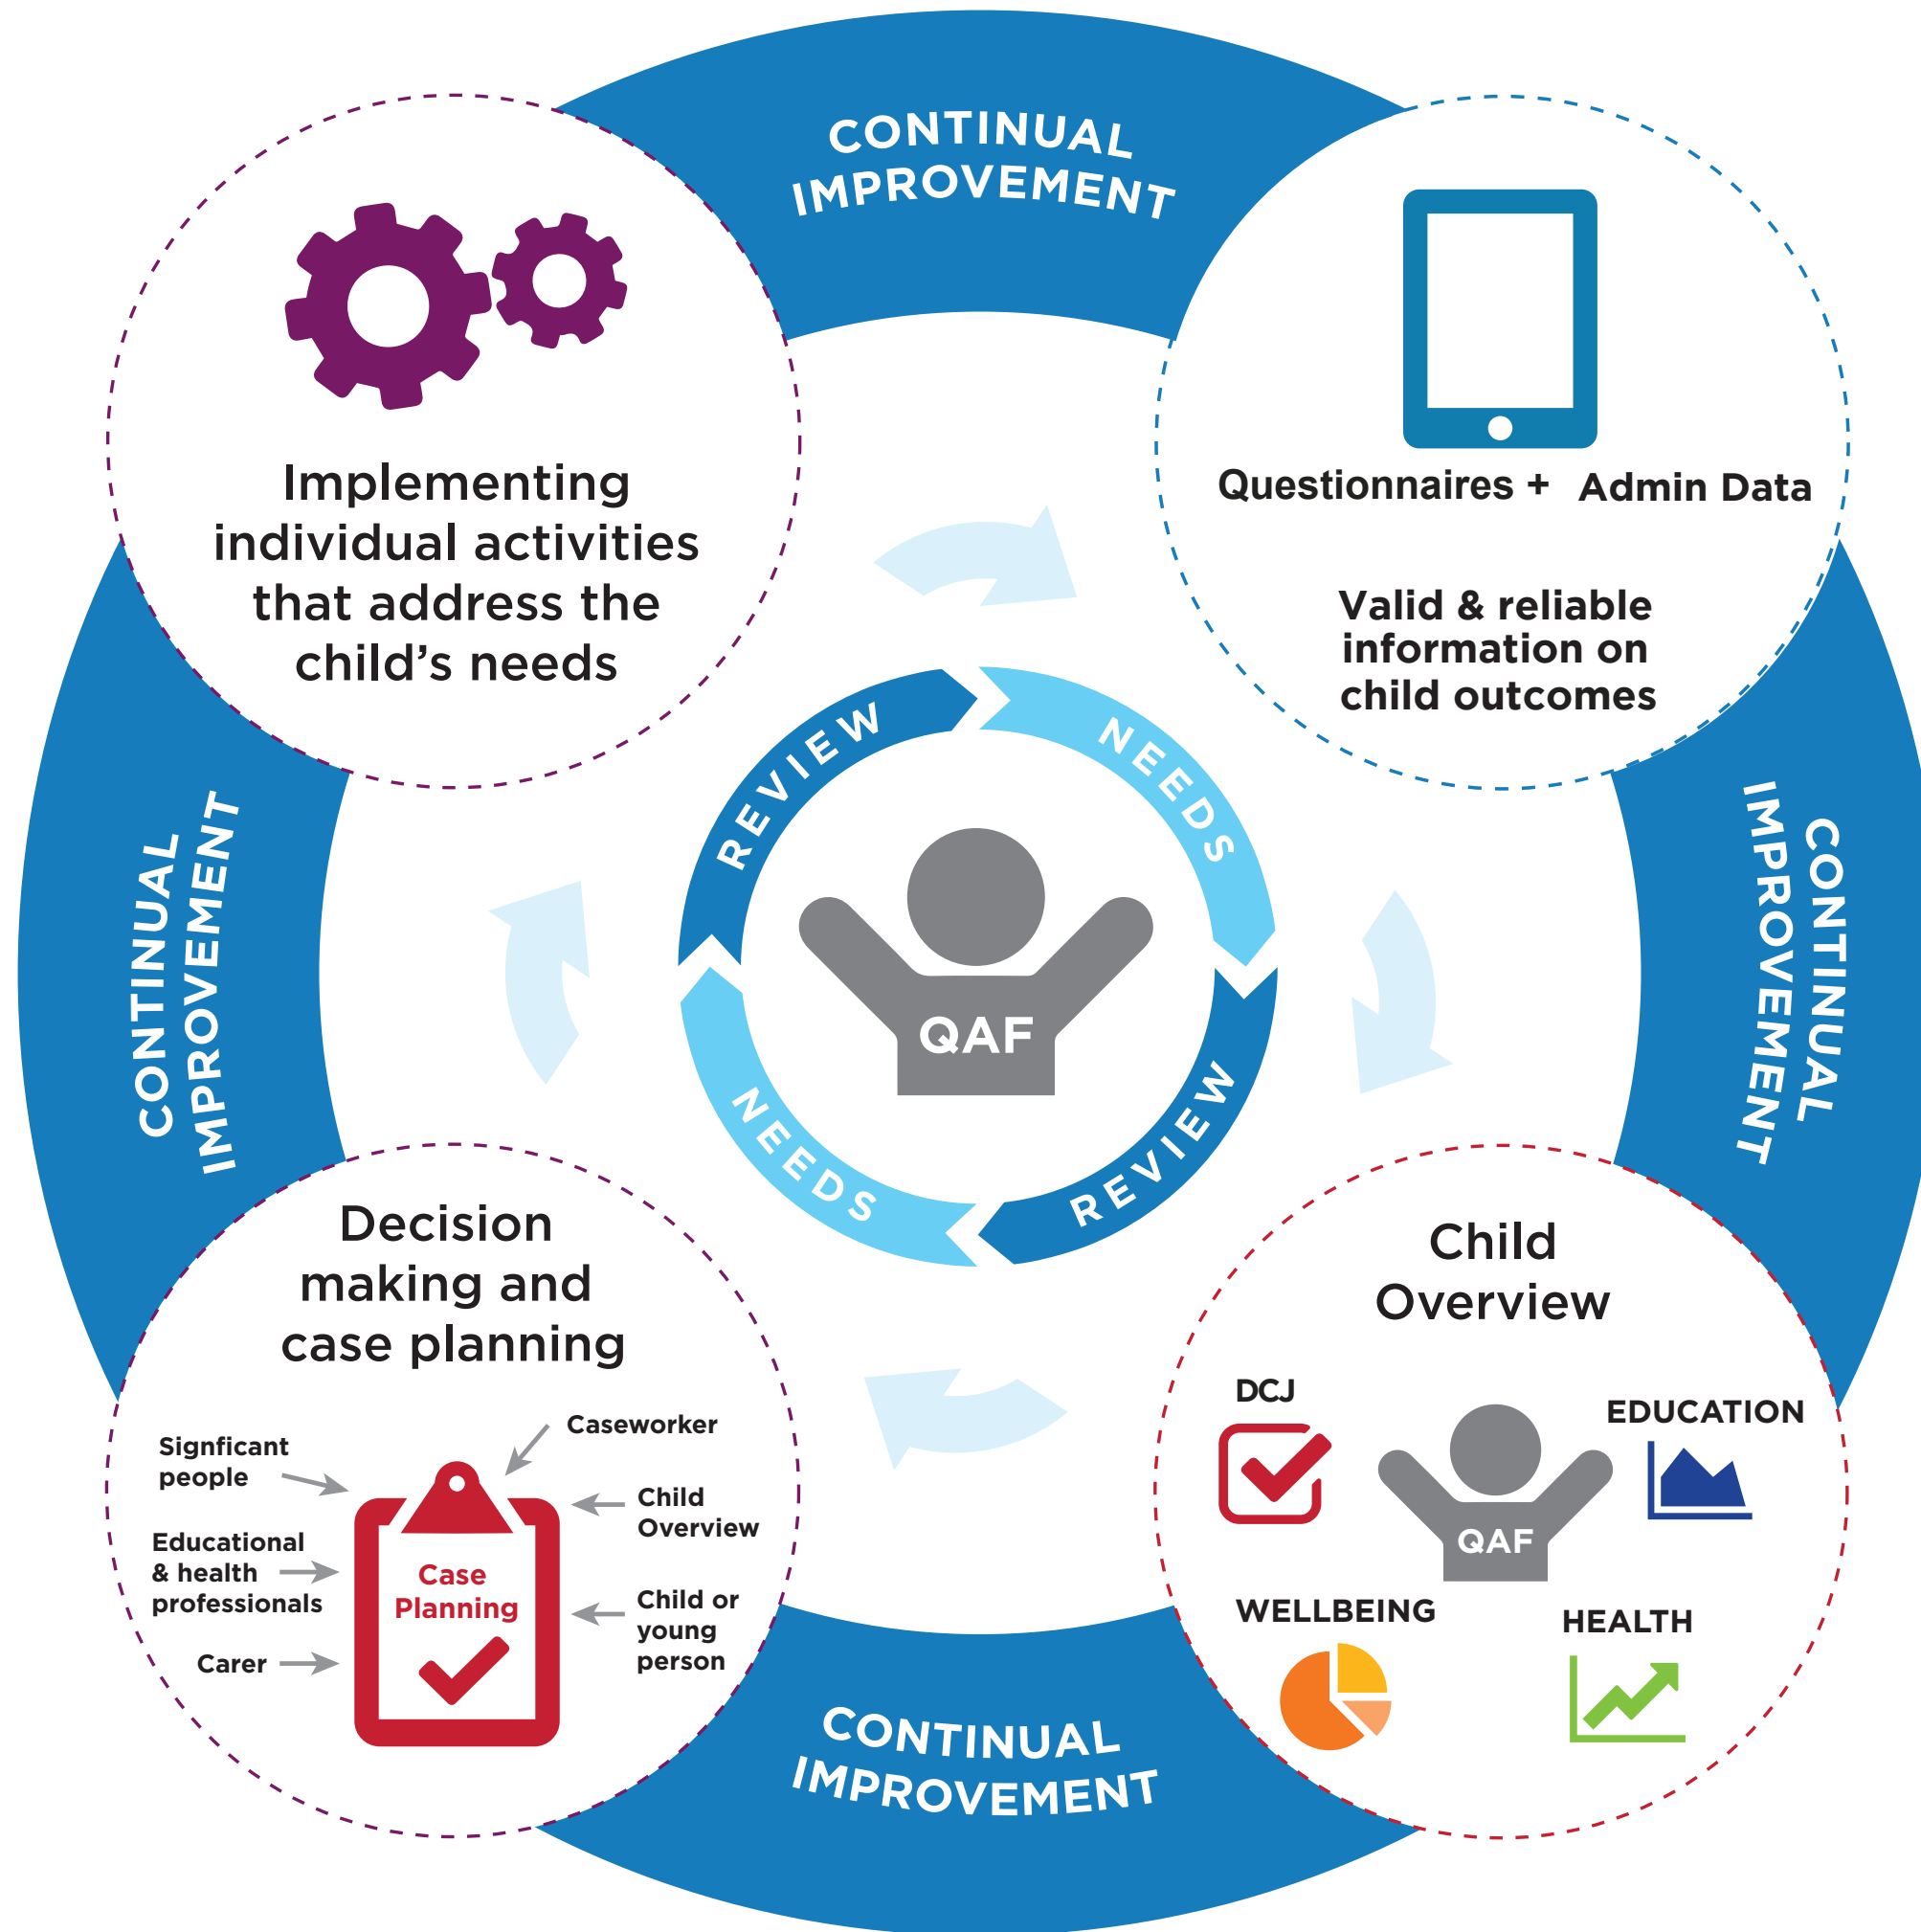 CONTINUAL
IMPROVEMENT
Implementing
individual activities
that address the
child's needs
Questionnaires + Admin Data
Valid & reliable
information on
child outcomes
CONTINUAL
IMPROVEMENT
REVIEW
NEEDS
QAF
NEEDS
REVIEW
CONTINUAL
IMPROVEMENT
Decision
making and
case planning
Signficant
people
Caseworker
Educational
& health
professionals
Child
Overview
Carer
Child or
young
person
Case
Planning
Child
Overview
DCJ
EDUCATION
QAF
WELLBEING
HEALTH
CONTINUAL
IMPROVEMENT